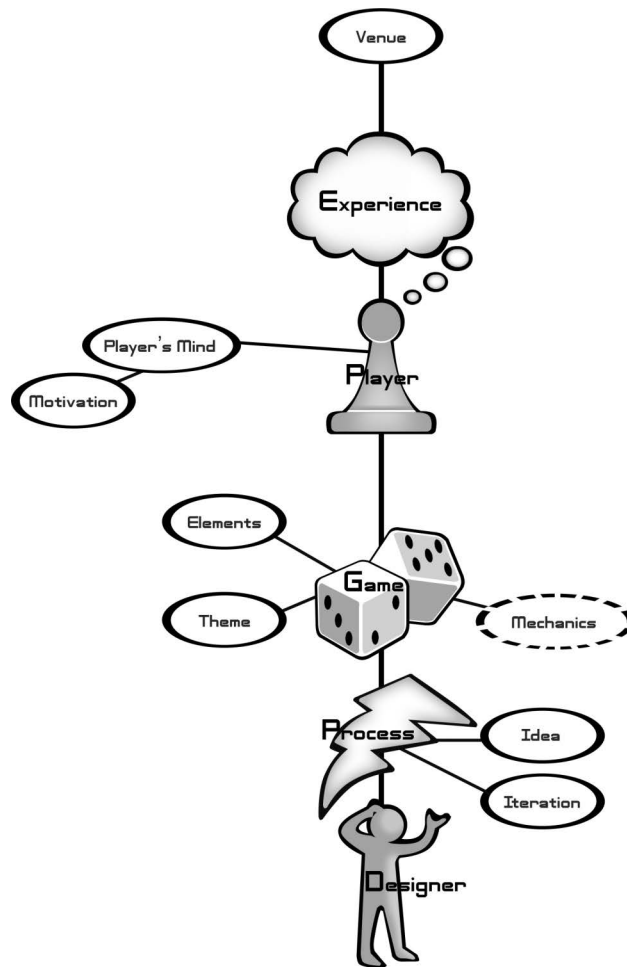 Venue
Experience
Player's Mind
Player
Motivation
Elements
Game
Theme
Mechanics
Process
Idea
Iteration
Designer